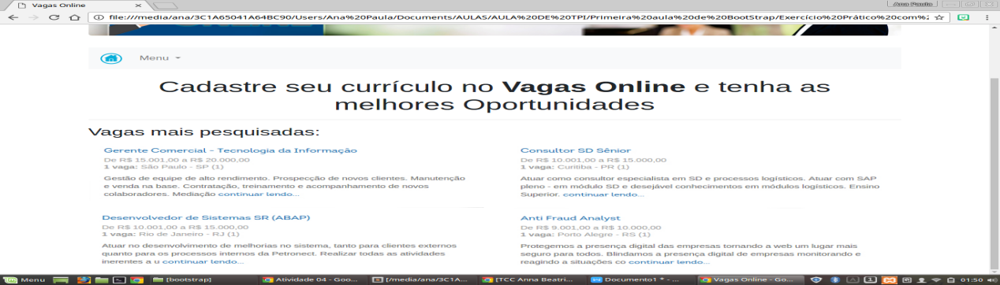 Vagas Online
Ana Paula
file:///media/ana/3C1A65041A64BC90/Users/Ana%20Paula/Documents/AULAS/AULA%20DE%20TPI/Primeira%20aula%20de%20BootStrap/Exercício%20Prático%20com%2
Menu
Cadastre seu currículo no Vagas Online e tenha as
melhores Oportunidades
Vagas mais pesquisadas:
Gerente Comercial - Tecnologia da Informação
De R$ 15.001,00 a R$ 20.000,00
1 vaga: São Paulo - SP (1)
Gestão de equipe de alto rendimento. Prospecção de novos clientes. Manutenção
e venda na base. Contratação, treinamento e acompanhamento de novos
colaboradores. Mediação continuar lendo...
Consultor SD Sênior
De R$ 10.001,00 a R$ 15.000,00
1 vaga: Curitiba - PR (1)
Atuar como consultor especialista em SD e processos logísticos. Atuar com SAP
pleno - em módulo SD e desejável conhecimentos em módulos logísticos. Ensino
Superior. continuar lendo...
Desenvolvedor de Sistemas SR (ABAP)
De R$ 10.001,00 a R$ 15.000,00
1 vaga: Rio de Janeiro - RJ (1)
Atuar no desenvolvimento de melhorias no sistema, tanto para clientes externos
quanto para os processos internos da Petronect. Realizar todas as atividades
inerentes a u continuar lendo...
Anti Fraud Analyst
De R$ 9.001,00 a R$ 10.000,00
1 vaga: Porto Alegre - RS (1)
Protegemos a presença digital das empresas tornando a web um lugar mais
seguro para todos. Blindamos a presença digital de empresas monitorando e
reagindo a situações co continuar lendo...
Menu [bootstrap] Atividade 04 - Goo... [/media/ana/3C1A... [TCC Anna Beatri... Documento1 * - ... Vagas Online - Go... 1 01:50